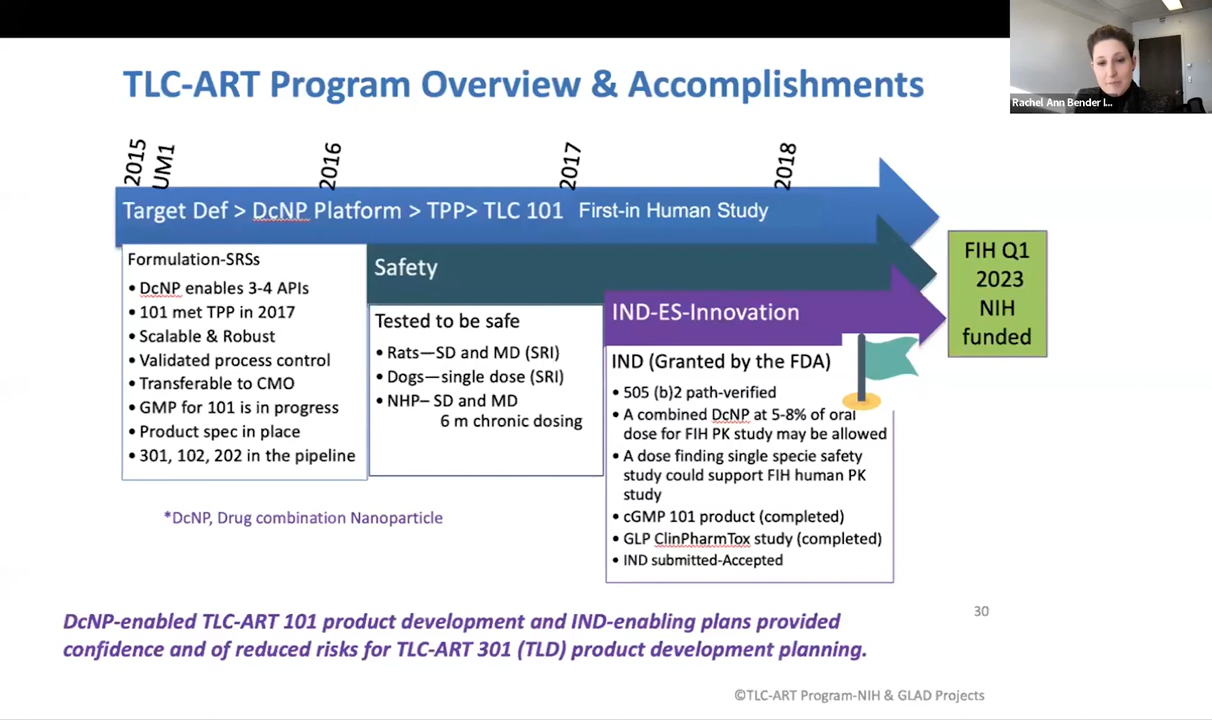 TLC-ART Program Overview & Accomplishments
Rachel Ann Bender I...
2015
UM1
2016
2017
2018
Target Def > DcNP Platform > TPP> TLC 101 First-in Human Study
Formulation-SRSs
• DcNP enables 3-4 APIs
• 101 met TPP in 2017
• Scalable & Robust
• Validated process control
• Transferable to CMO
• GMP for 101 is in progress
• Product spec in place
• 301, 102, 202 in the pipeline
Safety
Tested to be safe
• Rats—SD and MD (SRI)
• Dogs—single dose (SRI)
• NHP– SD and MD
6 m chronic dosing
IND-ES-Innovation
IND (Granted by the FDA)
• 505 (b)2 path-verified
• A combined DcNP at 5-8% of oral
dose for FIH PK study may be allowed
• A dose finding single specie safety
study could support FIH human PK
study
• cGMP 101 product (completed)
• GLP ClinPharmTox study (completed)
• IND submitted-Accepted
FIH Q1
2023
NIH
funded
*DcNP, Drug combination Nanoparticle
DcNP-enabled TLC-ART 101 product development and IND-enabling plans provided
confidence and of reduced risks for TLC-ART 301 (TLD) product development planning.
30
©TLC-ART Program-NIH & GLAD Projects